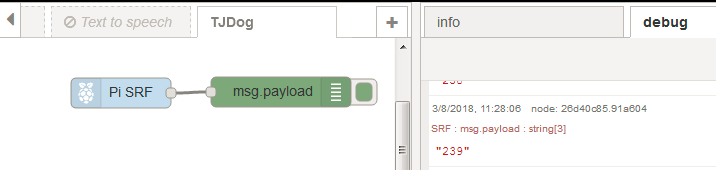 Text to speech
TJDog
+
info
debug
Pi SRF
msg.payload
3/8/2018, 11:28:06 node: 26d40c85.91a604
SRF : msg.payload : string[3]
"239"